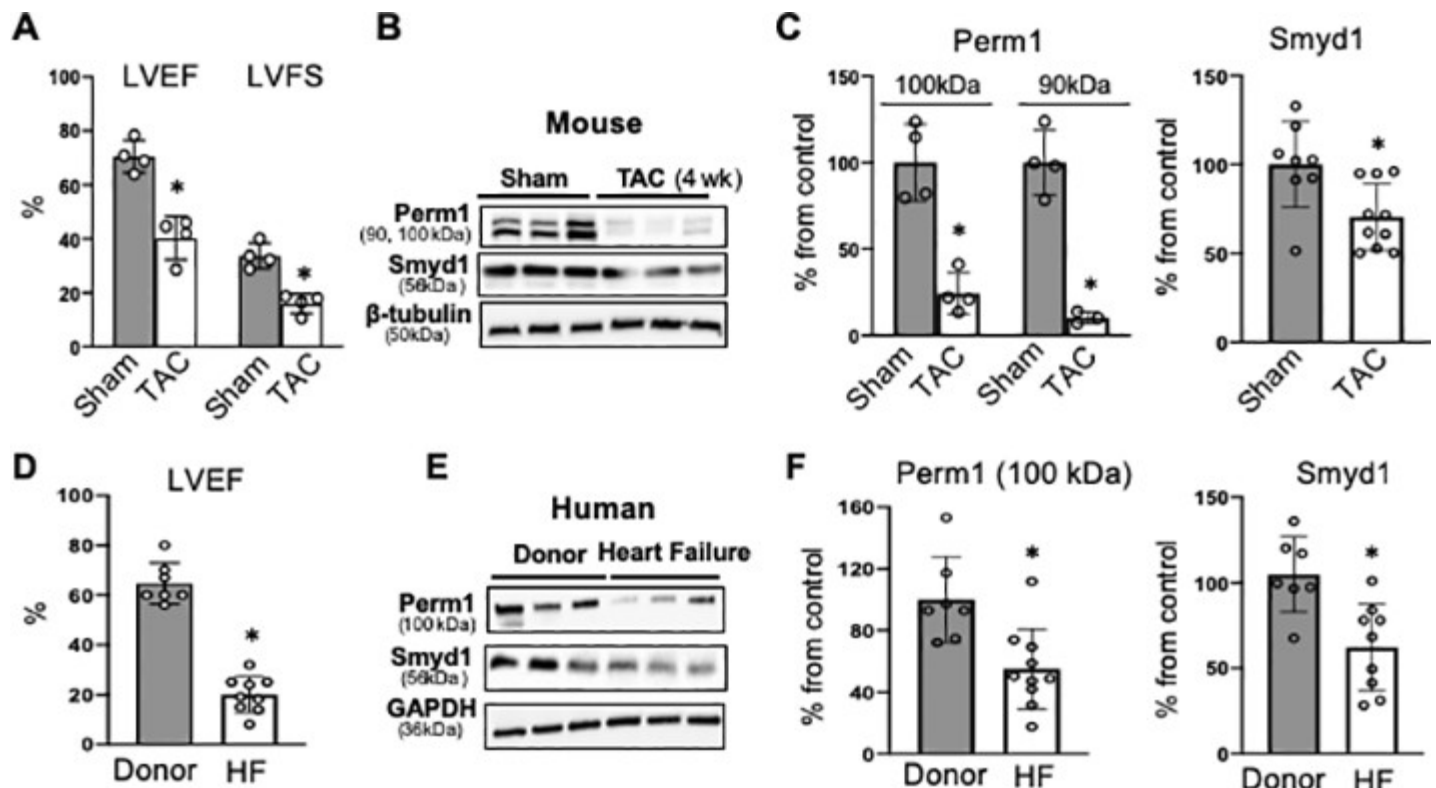 A
LVEF LVFS
100
80
60
40
20
0
%
*
*
Sham
TAC
Sham
TAC
B
Mouse
Sham TAC (4 wk)
Perm1
(90, 100kDa)
Smyd1
(56kDa)
β-tubulin
(50kDa)
C
Perm1
100kDa 90kDa
150
100
50
0
% from control
*
*
Sham
TAC
Sham
TAC
Smyd1
150
100
50
0
% from control
*
Sham
TAC
D
LVEF
100
80
60
40
20
0
%
*
Donor HF
E
Human
Donor Heart Failure
Perm1
(100kDa)
Smyd1
(56kDa)
GAPDH
(36kDa)
F
Perm1 (100 kDa)
160
120
80
40
0
% from control
*
Donor HF
Smyd1
150
100
50
0
% from control
*
Donor HF